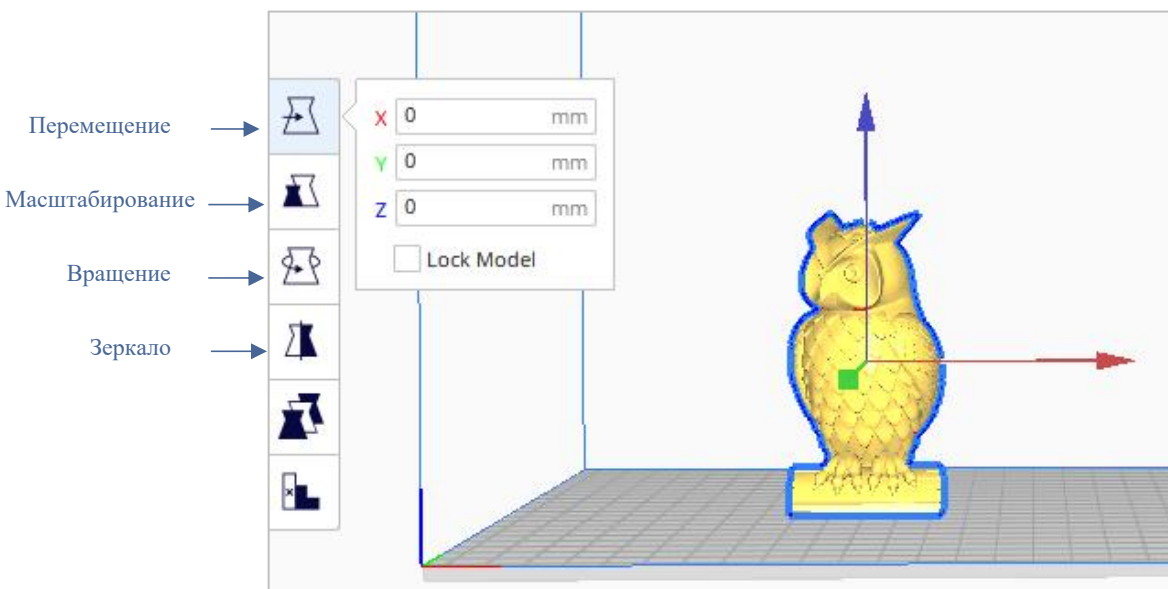 Перемещение
Масштабирование
Вращение
Зеркало
X 0 mm
Y 0 mm
Z 0 mm
Lock Model